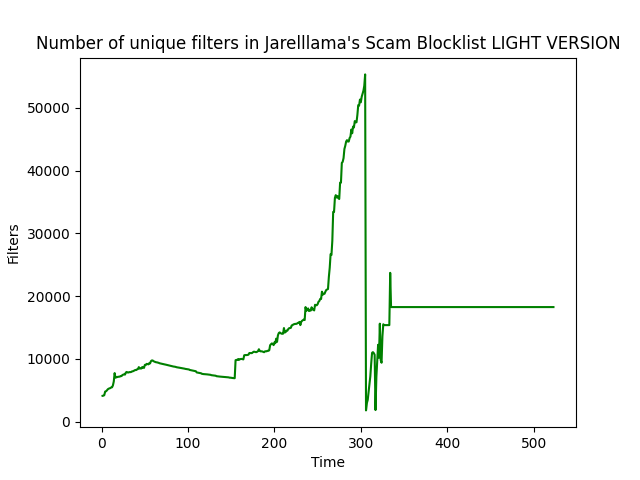 Number of unique filters in Jarelllama's Scam Blocklist LIGHT VERSION
50000
40000
30000
20000
10000
0
Filters
0 100 200 300 400 500
Time